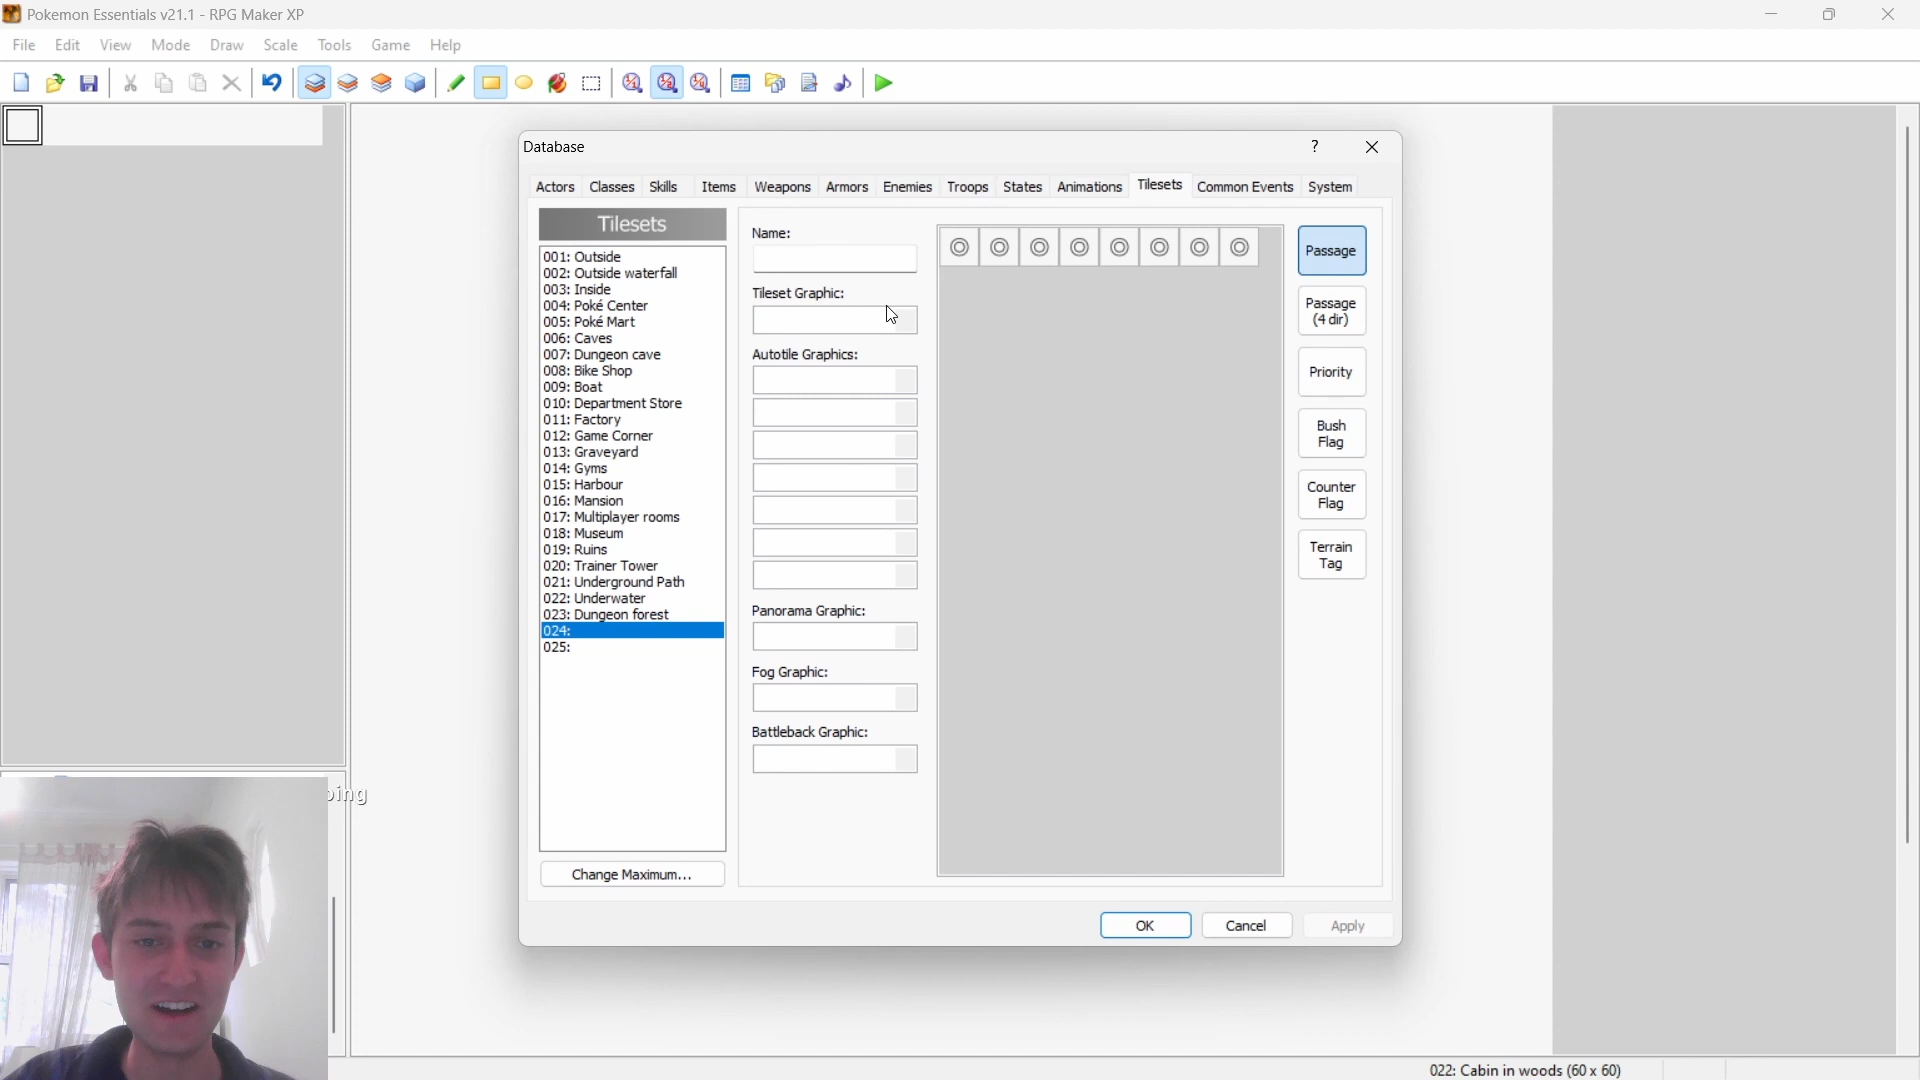 Pokemon Essentials v21.1 - RPG Maker XP
File Edit View Mode Draw Scale Tools Game Help
Database
?
Actors Classes Skills Items Weapons Armors Enemies Troops States Animations Tilesets Common Events System
Tilesets
001: Outside
002: Outside waterfall
003: Inside
004: Poké Center
005: Poké Mart
006: Caves
007: Dungeon cave
008: Bike Shop
009: Boat
010: Department Store
011: Factory
012: Game Corner
013: Graveyard
014: Gyms
015: Harbour
016: Mansion
017: Multiplayer rooms
018: Museum
019: Ruins
020: Trainer Tower
021: Underground Path
022: Underwater
023: Dungeon forest
024:
025:
Change Maximum...
Name:
Tileset Graphic:
Autotile Graphics:
Panorama Graphic:
Fog Graphic:
Battleback Graphic:
Passage
Passage
(4 dir)
Priority
Bush
Flag
Counter
Flag
Terrain
Tag
OK Cancel Apply
022: Cabin in woods (60 x 60)